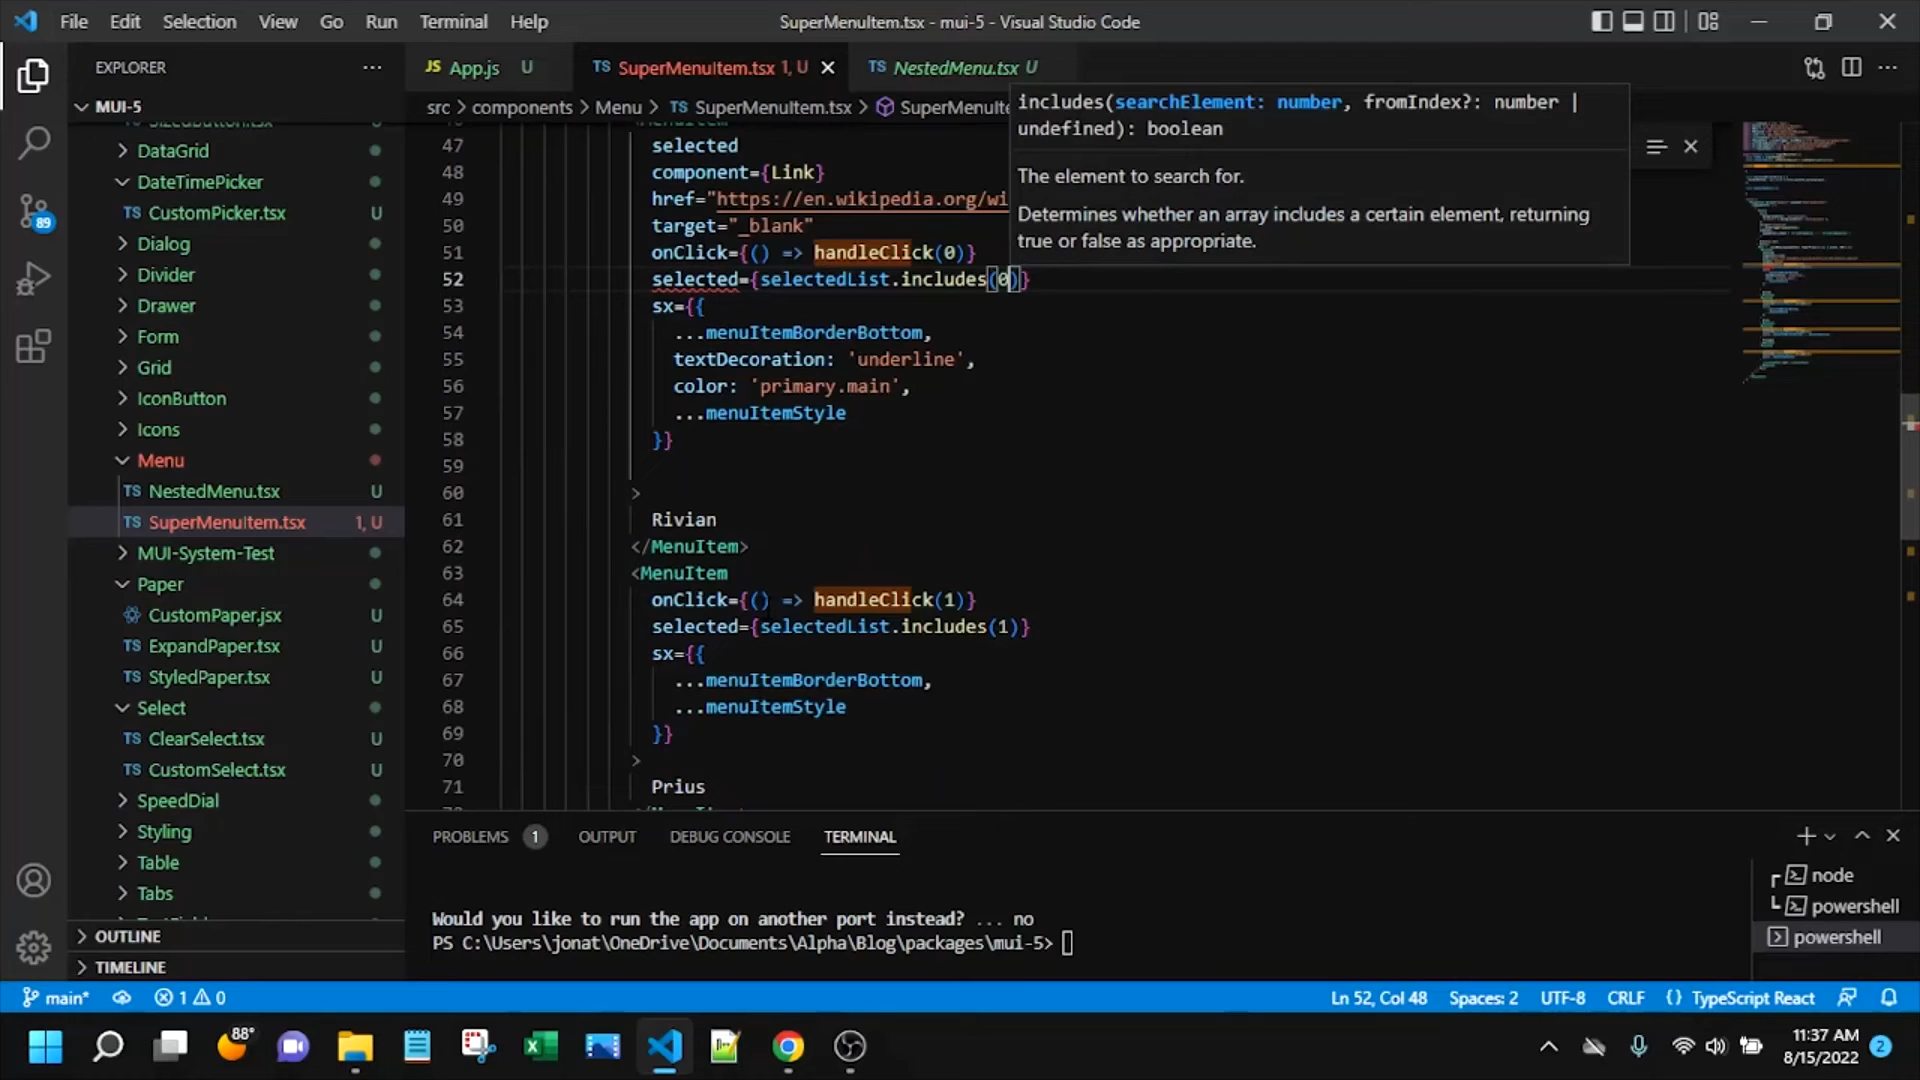 File Edit Selection View Go Run Terminal Help
SuperMenuItem.tsx - mui-5 - Visual Studio Code
EXPLORER
JS App.js U
TS SuperMenuItem.tsx 1, U
TS NestedMenu.tsx U
MUI-5
src > components > Menu > TS SuperMenuItem.tsx >
includes(searchElement: number, fromIndex?: number |
undefined): boolean
The element to search for.
Determines whether an array includes a certain element, returning
true or false as appropriate.
DataGrid
DateTimePicker
TS CustomPicker.tsx U
Dialog
Divider
Drawer
Form
Grid
IconButton
Icons
Menu
TS NestedMenu.tsx U
TS SuperMenuItem.tsx 1, U
MUI-System-Test
Paper
CustomPaper.jsx U
TS ExpandPaper.tsx U
TS StyledPaper.tsx U
Select
TS ClearSelect.tsx U
TS CustomSelect.tsx U
SpeedDial
Styling
Table
Tabs
OUTLINE
TIMELINE
47 selected
48 component={Link}
49 href="https://en.wikipedia.org/wi
50 target="_blank"
51 onClick={() => handleClick(0)}
52 selected={selectedList.includes(0)}
53 sx={{
54 ...menuItemBorderBottom,
55 textDecoration: 'underline',
56 color: 'primary.main',
57 ...menuItemStyle
58 }}
59
60 >
61 Rivian
62 </MenuItem>
63 <MenuItem
64 onClick={() => handleClick(1)}
65 selected={selectedList.includes(1)}
66 sx={{
67 ...menuItemBorderBottom,
68 ...menuItemStyle
69 }}
70 >
71 Prius
PROBLEMS 1 OUTPUT DEBUG CONSOLE TERMINAL
Would you like to run the app on another port instead? ... no
PS C:\Users\jonat\OneDrive\Documents\Alpha\Blog\packages\mui-5>
node
powershell
powershell
89
main* 1 0
Ln 52, Col 48 Spaces: 2 UTF-8 CRLF {} TypeScript React
88°
11:37 AM
8/15/2022
2